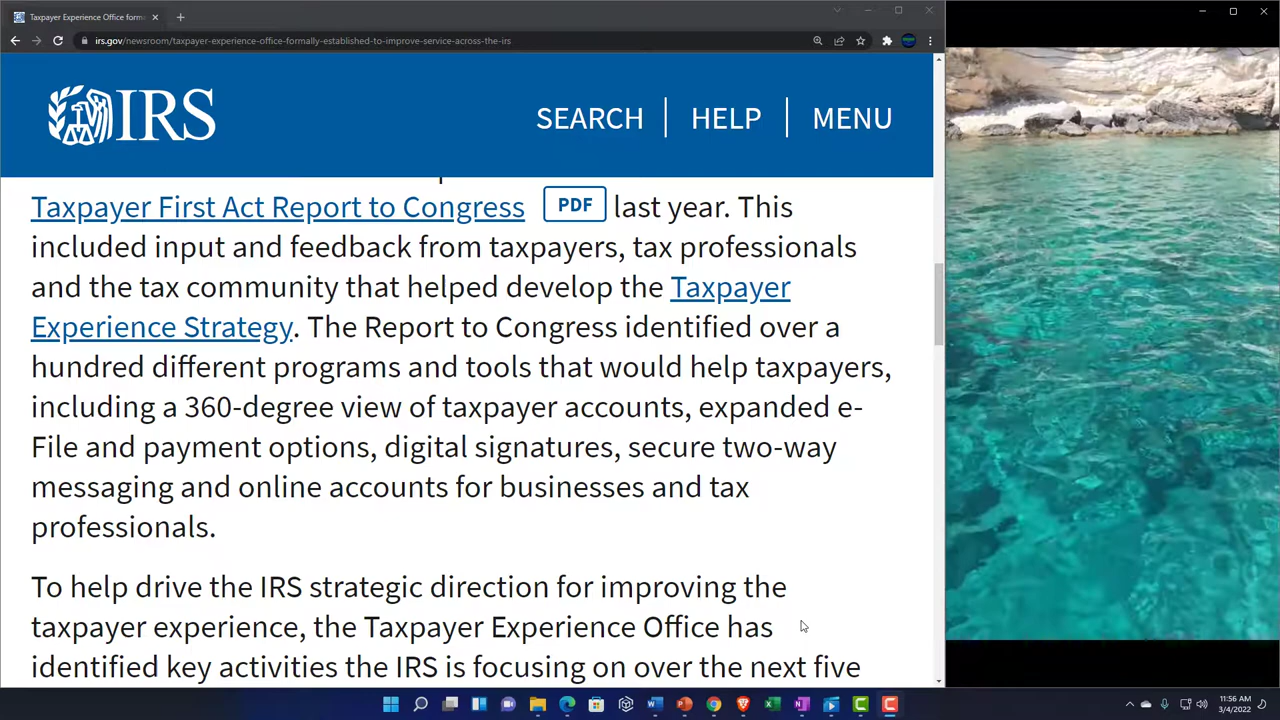 Taxpayer Experience Office form
irs.gov/newsroom/taxpayer-experience-office-formally-established-to-improve-service-across-the-irs
IRS
SEARCH | HELP | MENU
Taxpayer First Act Report to Congress PDF last year. This
included input and feedback from taxpayers, tax professionals
and the tax community that helped develop the Taxpayer
Experience Strategy. The Report to Congress identified over a
hundred different programs and tools that would help taxpayers,
including a 360-degree view of taxpayer accounts, expanded e-
File and payment options, digital signatures, secure two-way
messaging and online accounts for businesses and tax
professionals.
To help drive the IRS strategic direction for improving the
taxpayer experience, the Taxpayer Experience Office has
identified key activities the IRS is focusing on over the next five
11:56 AM
3/4/2022